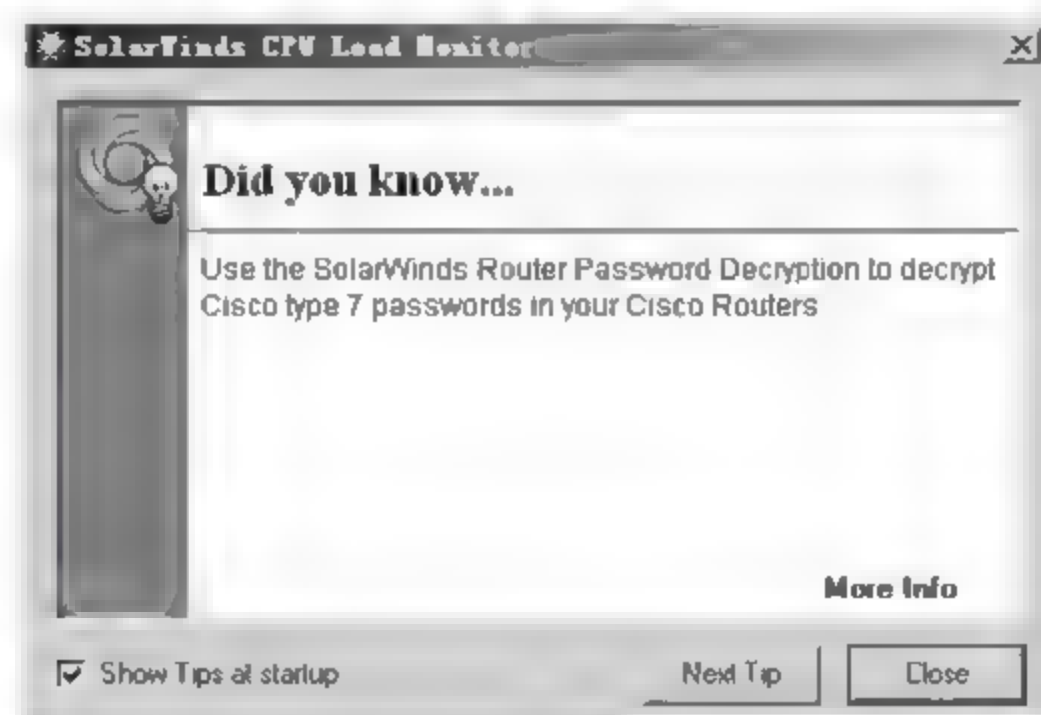 SolarWinds CPU Load Monitor
Did you know...
Use the SolarWinds Router Password Decryption to decrypt
Cisco type 7 passwords in your Cisco Routers
More Info
Show Tips at startup
Next Tip
Close